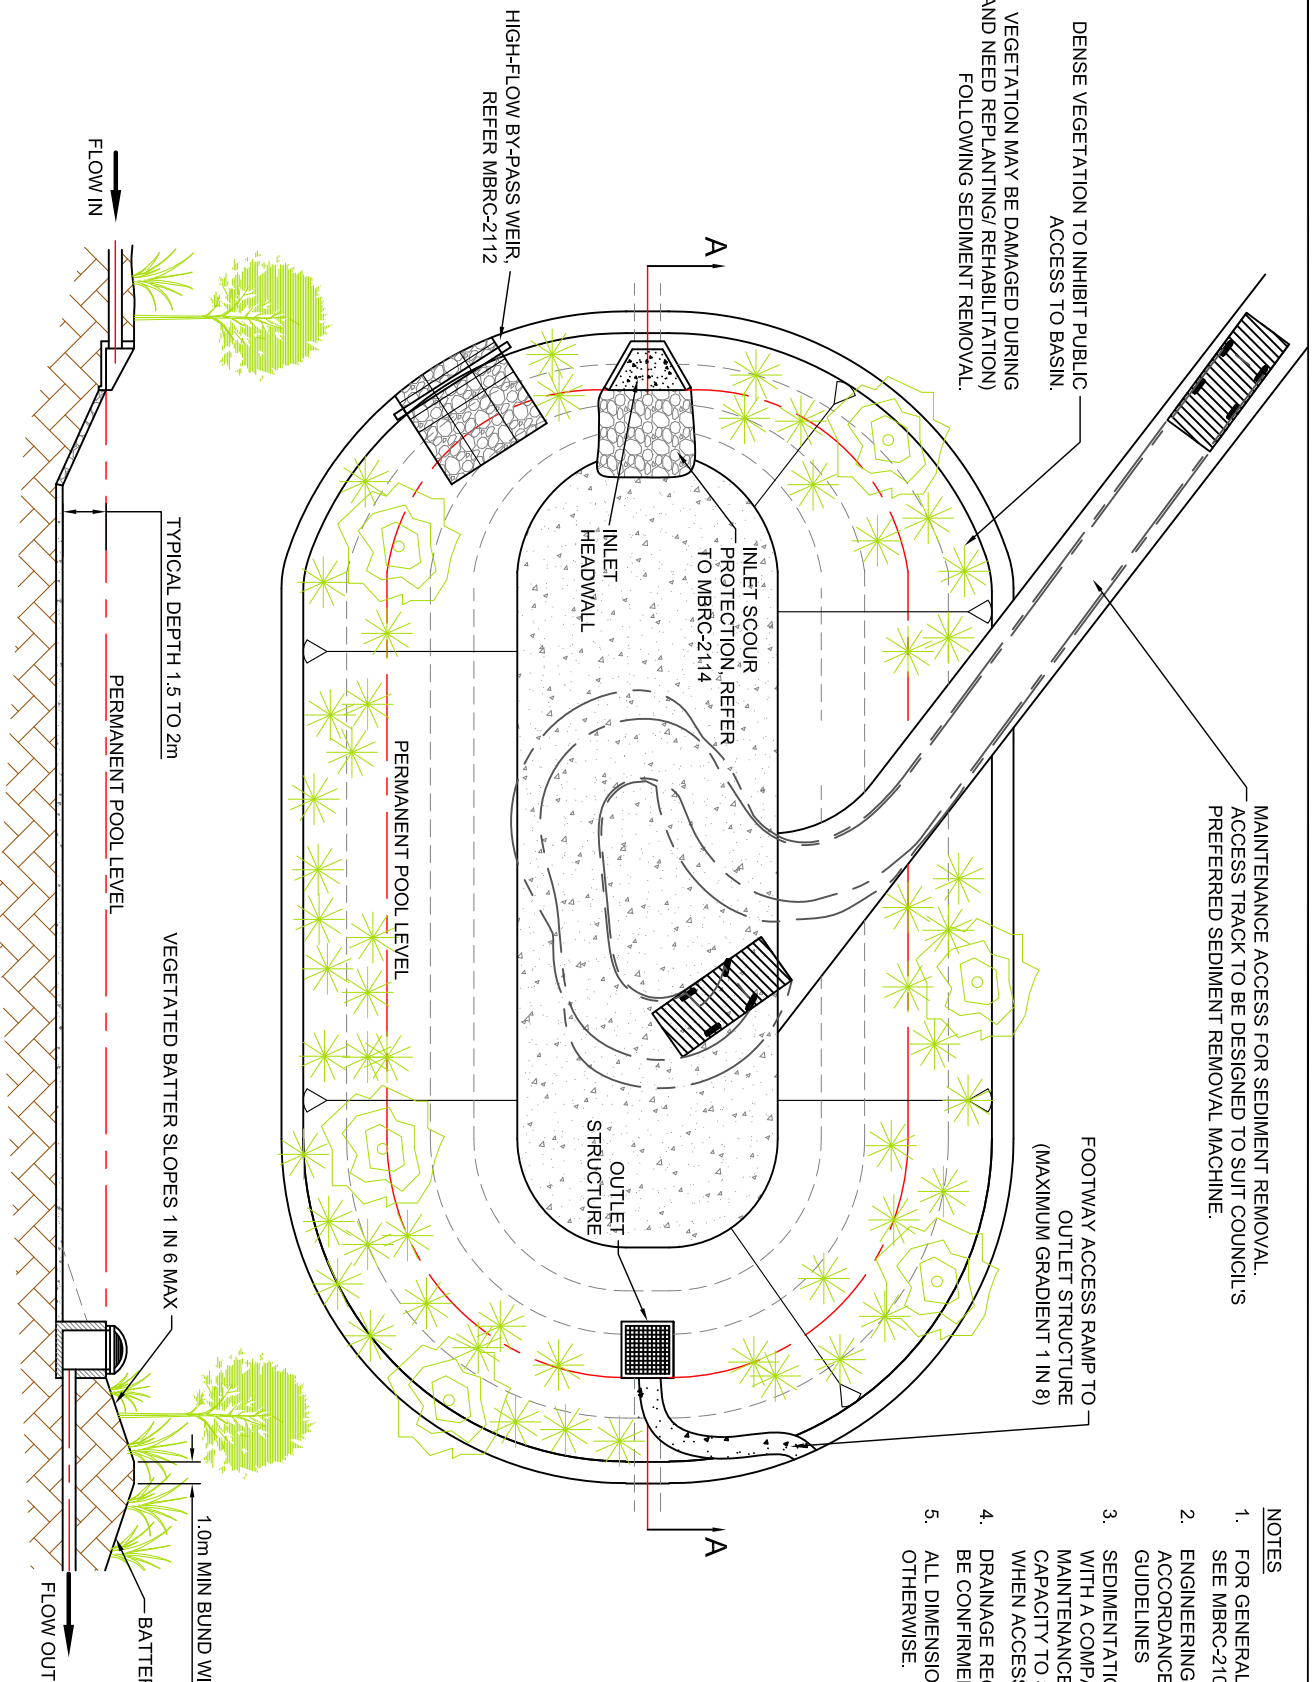 DENSE VEGETATION TO INHIBIT PUBLIC
ACCESS TO BASIN.
VEGETATION MAY BE DAMAGED DURING
AND NEED REPLANTING/ REHABILITATION)
FOLLOWING SEDIMENT REMOVAL.
HIGH-FLOW BY-PASS WEIR,
REFER MBRC-2112
FLOW IN
A
MAINTENANCE ACCESS FOR SEDIMENT REMOVAL.
ACCESS TRACK TO BE DESIGNED TO SUIT COUNCIL'S
PREFERRED SEDIMENT REMOVAL MACHINE.
INLET SCOUR
PROTECTION, REFER
TO MBRC-2114
INLET
HEADWALL
PERMANENT POOL LEVEL
TYPICAL DEPTH 1.5 TO 2m
PERMANENT POOL LEVEL
VEGETATED BATTER SLOPES 1 IN 6 MAX
FOOTWAY ACCESS RAMP TO
OUTLET STRUCTURE
(MAXIMUM GRADIENT 1 IN 8)
OUTLET
STRUCTURE
A
1.0m MIN BUND WI
BATTER
FLOW OUT
NOTES
1. FOR GENERAL
SEE MBRC-210
2. ENGINEERING
ACCORDANCE
GUIDELINES
3. SEDIMENTATIO
WITH A COMPA
MAINTENANCE
CAPACITY TO
WHEN ACCESS
4. DRAINAGE REQ
BE CONFIRMED
5. ALL DIMENSIO
OTHERWISE.